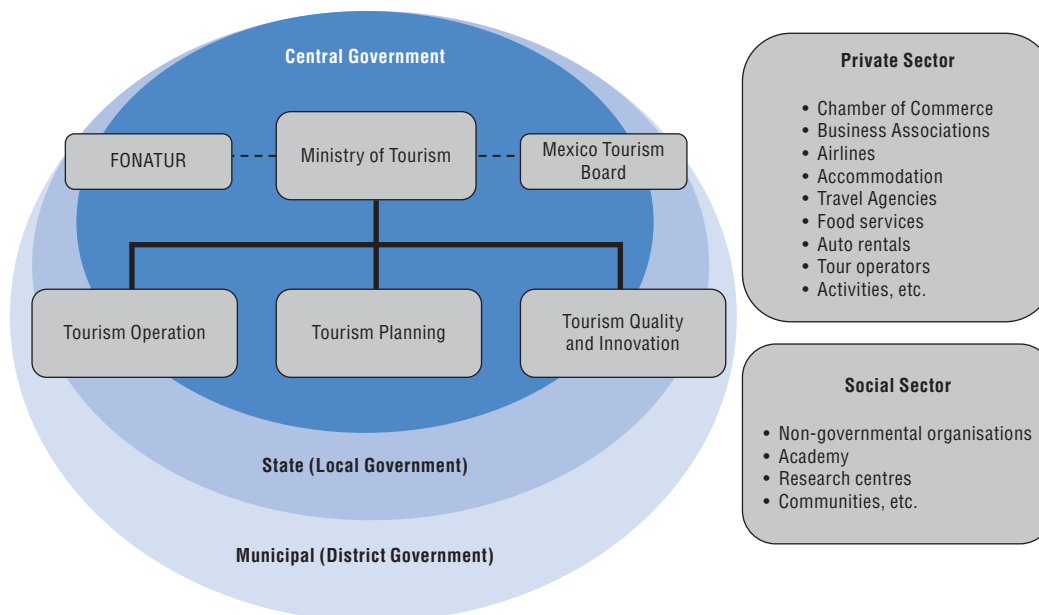 Central Government
FONATUR
Ministry of Tourism
Mexico Tourism
Board
Tourism Operation
Tourism Planning
Tourism Quality
and Innovation
State (Local Government)
Municipal (District Government)
Private Sector
• Chamber of Commerce
• Business Associations
• Airlines
• Accommodation
• Travel Agencies
• Food services
• Auto rentals
• Tour operators
• Activities, etc.
Social Sector
• Non-governmental organisations
• Academy
• Research centres
• Communities, etc.